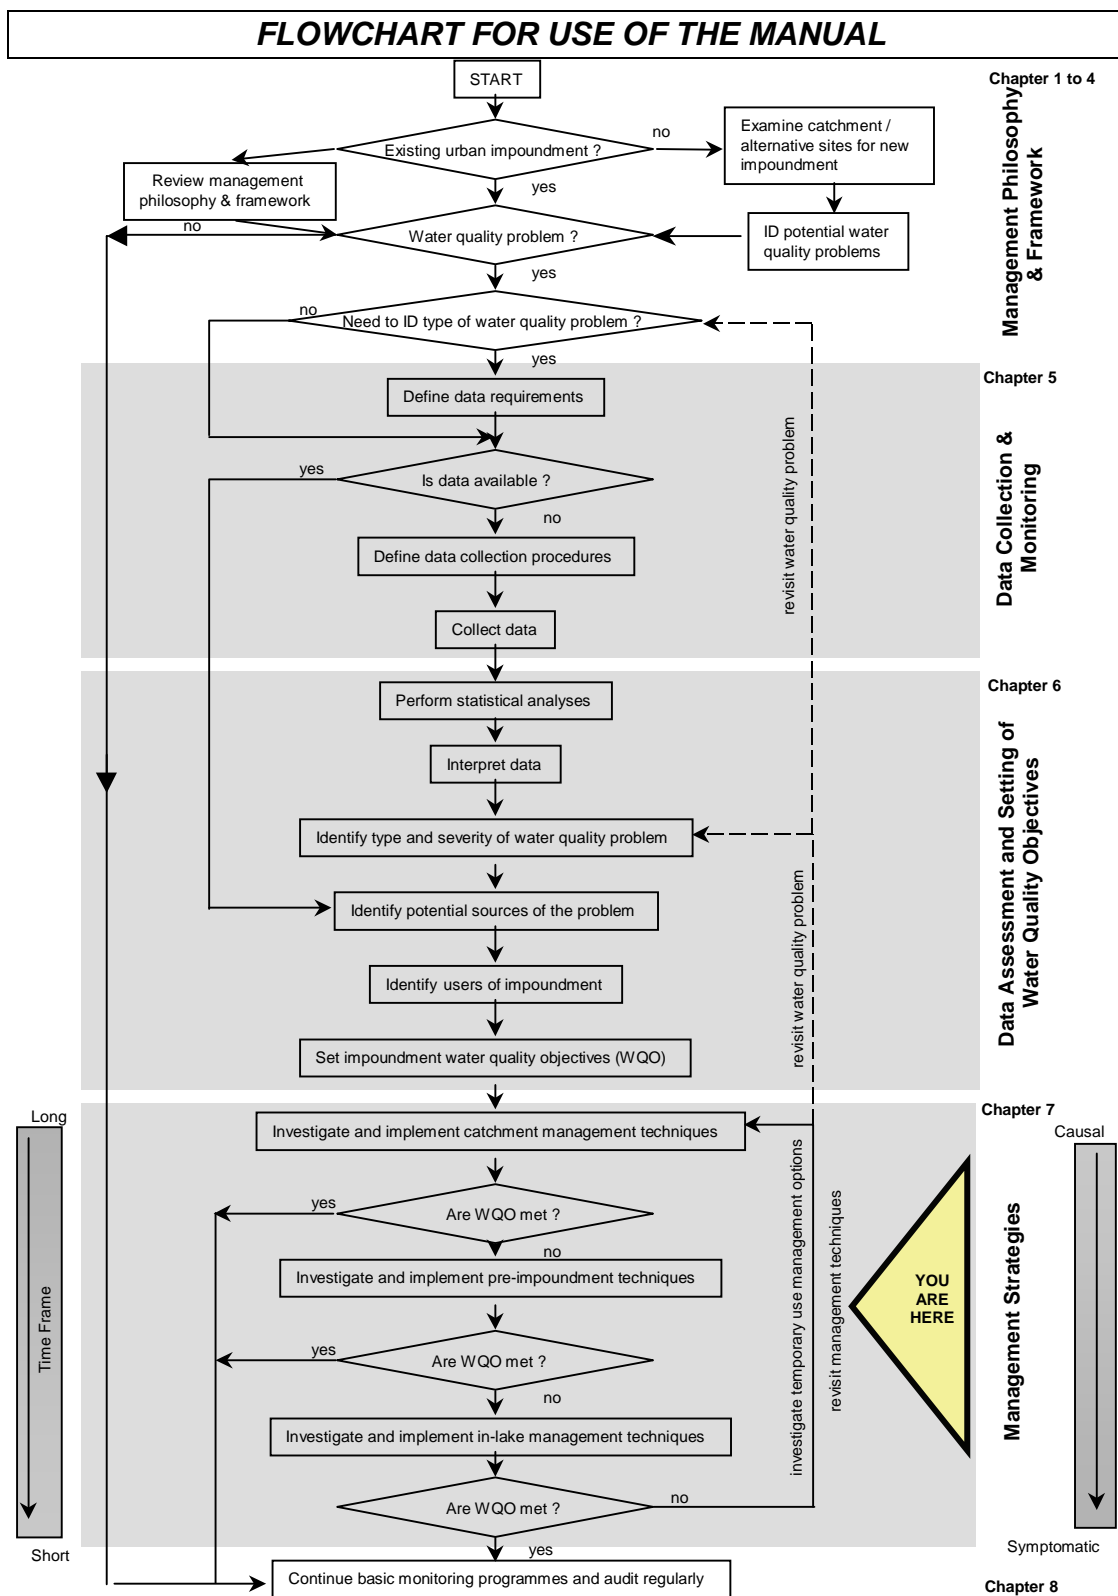 FLOWCHART FOR USE OF THE MANUAL
START
Chapter 1 to 4
Existing urban impoundment ?
no
Examine catchment /
alternative sites for new
impoundment
Review management
philosophy & framework
yes
no
Water quality problem ?
ID potential water
quality problems
Management Philosophy
& Framework
yes
no
Need to ID type of water quality problem ?
yes
Chapter 5
Define data requirements
yes
Is data available ?
no
Define data collection procedures
Collect data
revisit water quality problem
Data Collection &
Monitoring
Chapter 6
Perform statistical analyses
Interpret data
Identify type and severity of water quality problem
Identify potential sources of the problem
Identify users of impoundment
Set impoundment water quality objectives (WQO)
revisit water quality problem
Data Assessment and Setting of
Water Quality Objectives
Chapter 7
Long
Causal
Investigate and implement catchment management techniques
yes
Are WQO met ?
no
Investigate and implement pre-impoundment techniques
yes
Are WQO met ?
no
Investigate and implement in-lake management techniques
Are WQO met ?
no
yes
investigate temporary use management options
revisit management techniques
YOU
ARE
HERE
Management Strategies
Time Frame
Short
Symptomatic
Continue basic monitoring programmes and audit regularly
Chapter 8